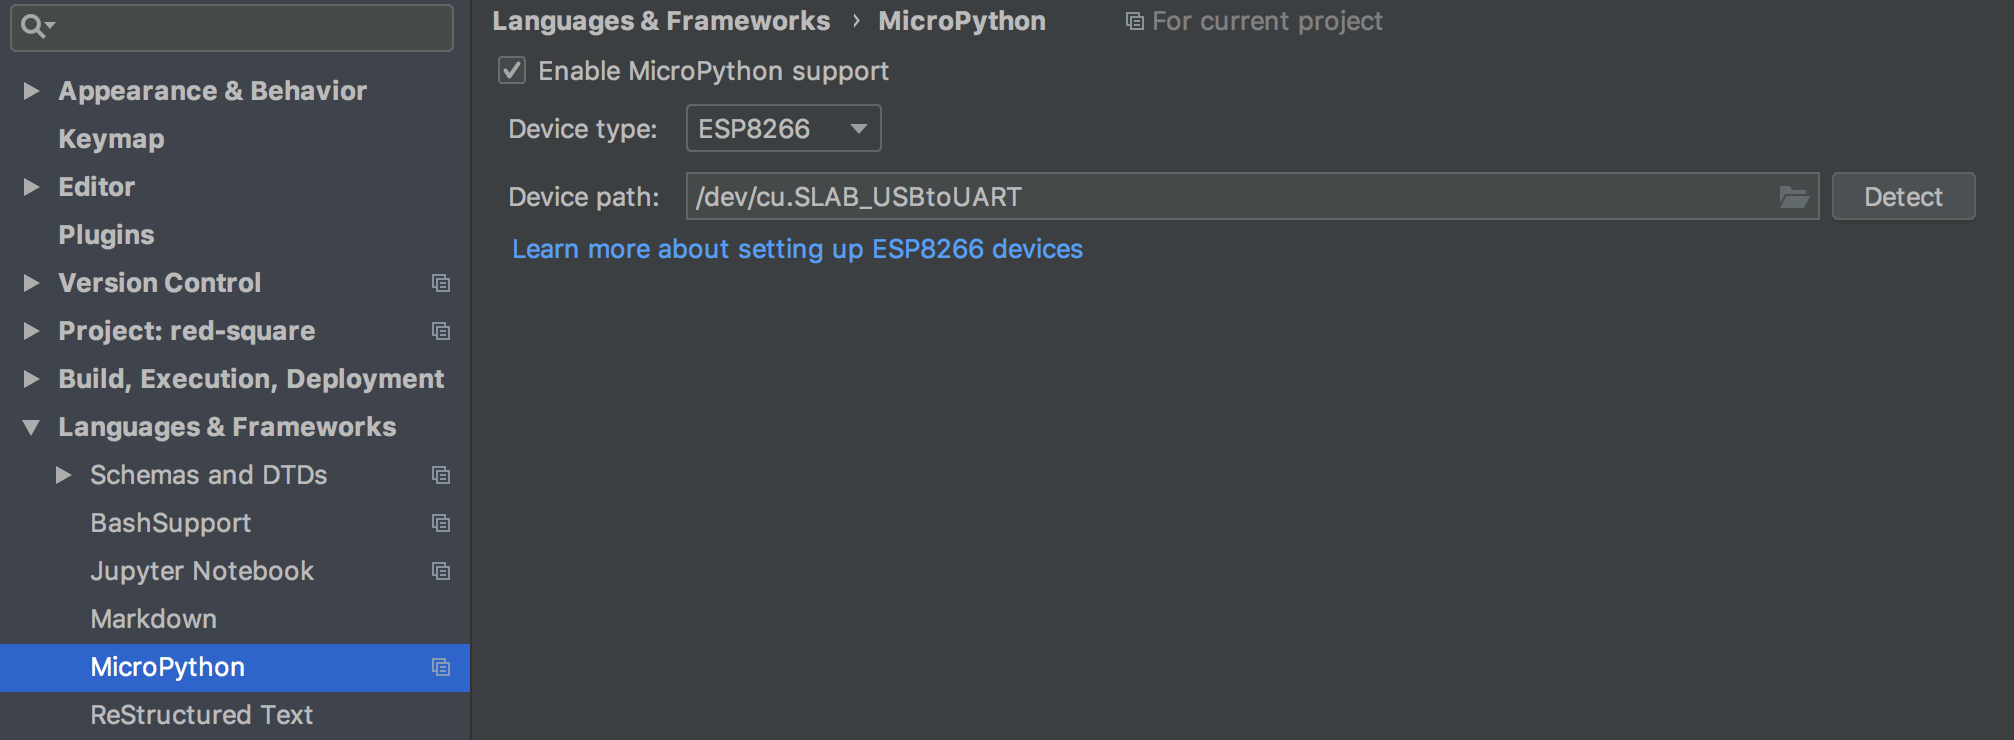 Appearance & Behavior
Keymap
Editor
Plugins
Version Control
Project: red-square
Build, Execution, Deployment
Languages & Frameworks
Schemas and DTDs
BashSupport
Jupyter Notebook
Markdown
MicroPython
ReStructured Text
Languages & Frameworks › MicroPython For current project
Enable MicroPython support
Device type: ESP8266
Device path: /dev/cu.SLAB_USBtoUART Detect
Learn more about setting up ESP8266 devices